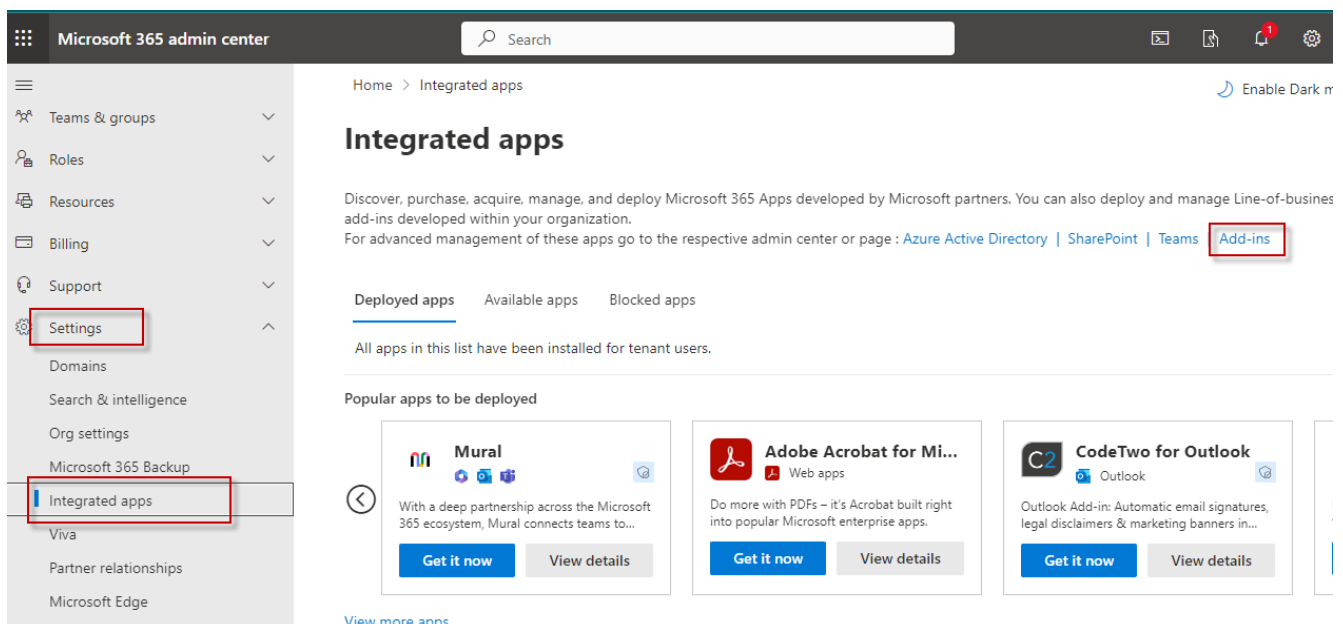 Microsoft 365 admin center
Search
1
Home > Integrated apps
Enable Dark m
Teams & groups
Roles
Resources
Billing
Support
Settings
Domains
Search & intelligence
Org settings
Microsoft 365 Backup
Integrated apps
Viva
Partner relationships
Microsoft Edge
Integrated apps
Discover, purchase, acquire, manage, and deploy Microsoft 365 Apps developed by Microsoft partners. You can also deploy and manage Line-of-busines
add-ins developed within your organization.
For advanced management of these apps go to the respective admin center or page : Azure Active Directory | SharePoint | Teams | Add-ins
Deployed apps Available apps Blocked apps
All apps in this list have been installed for tenant users.
Popular apps to be deployed
Mural
With a deep partnership across the Microsoft
365 ecosystem, Mural connects teams to...
Get it now View details
Adobe Acrobat for Mi...
Web apps
Do more with PDFs – it's Acrobat built right
into popular Microsoft enterprise apps.
Get it now View details
C2
CodeTwo for Outlook
Outlook
Outlook Add-in: Automatic email signatures,
legal disclaimers & marketing banners in...
Get it now View details
View more apps